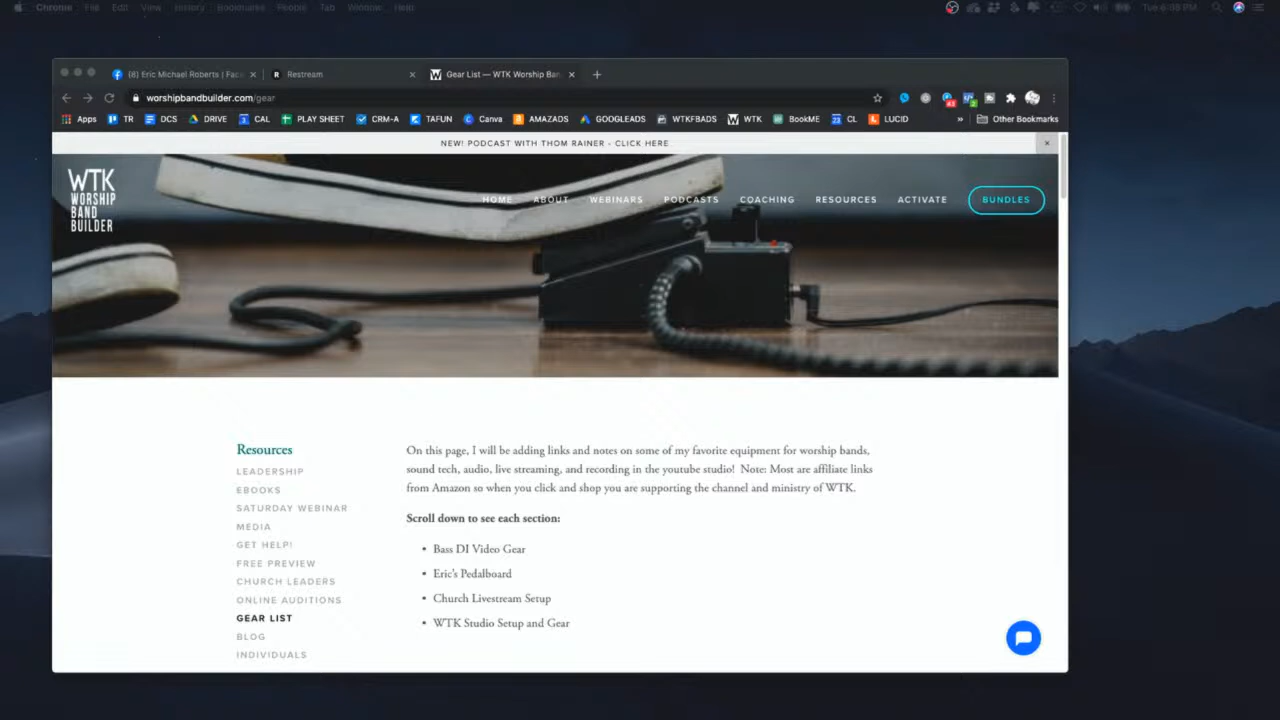 Chrome File Edit View History Bookmarks People Tab Window Help
(8) Eric Michael Roberts | Fac
Restream
Gear List — WTK Worship Ban
worshipbandbuilder.com/gear
Apps TR DCS DRIVE CAL PLAY SHEET CRM-A TAFUN Canva AMAZADS GOOGLEADS WTKFBADS WTK BookME CL LUCID » Other Bookmarks
NEW! PODCAST WITH THOM RAINER - CLICK HERE
WTK
WORSHIP
BAND
BUILDER
HOME ABOUT WEBINARS PODCASTS COACHING RESOURCES ACTIVATE BUNDLES
Resources
LEADERSHIP
EBOOKS
SATURDAY WEBINAR
MEDIA
GET HELP!
FREE PREVIEW
CHURCH LEADERS
ONLINE AUDITIONS
GEAR LIST
BLOG
INDIVIDUALS
On this page, I will be adding links and notes on some of my favorite equipment for worship bands,
sound tech, audio, live streaming, and recording in the youtube studio! Note: Most are affiliate links
from Amazon so when you click and shop you are supporting the channel and ministry of WTK.
Scroll down to see each section:
• Bass DI Video Gear
• Eric's Pedalboard
• Church Livestream Setup
• WTK Studio Setup and Gear